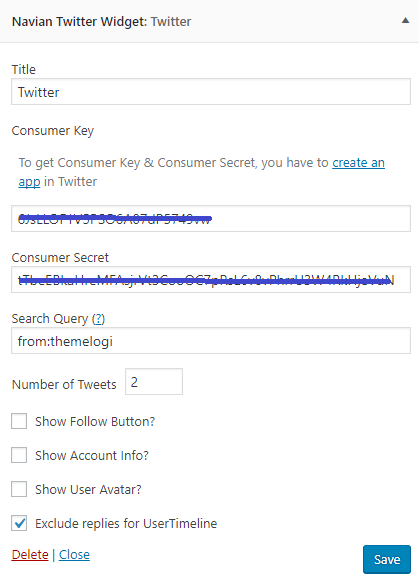 Navian Twitter Widget: Twitter
Title
Twitter
Consumer Key
To get Consumer Key & Consumer Secret, you have to create an
app in Twitter
Consumer Secret
Search Query (?)
from:themelogi
Number of Tweets 2
Show Follow Button?
Show Account Info?
Show User Avatar?
Exclude replies for UserTimeline
Delete | Close
Save